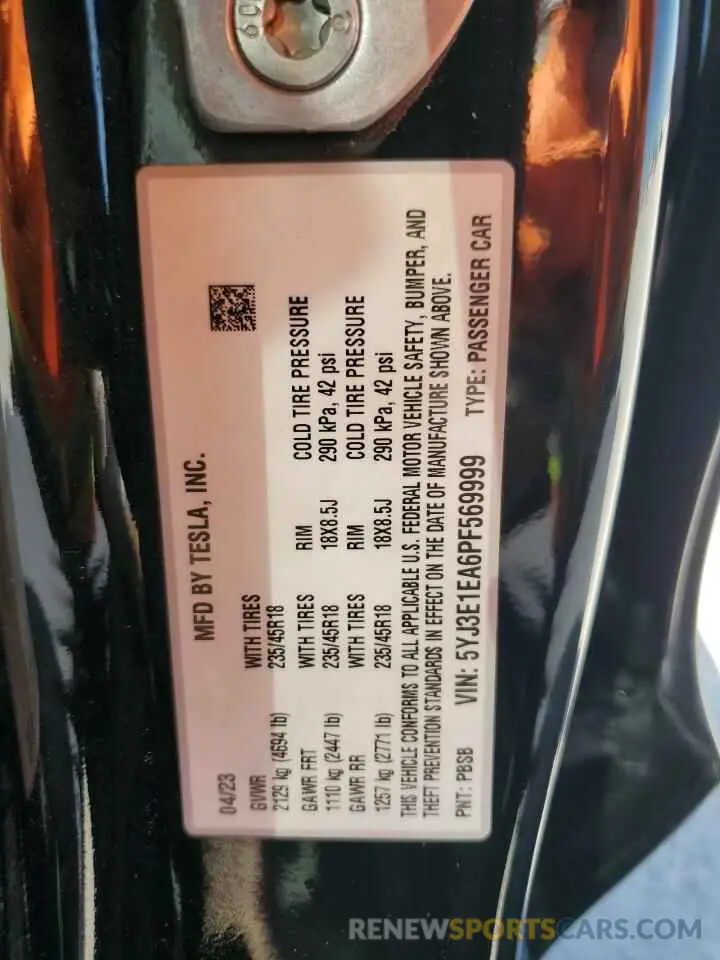 60
MFD BY TESLA, INC.
04/23
GVWR WITH TIRES
2129 kg (4694 lb) 235/45R18
GAWR FRT WITH TIRES RIM COLD TIRE PRESSURE
1110 kg (2447 lb) 235/45R18 18X8.5J 290 kPa, 42 psi
GAWR RR WITH TIRES RIM COLD TIRE PRESSURE
1257 kg (2771 lb) 235/45R18 18X8.5J 290 kPa, 42 psi
THIS VEHICLE CONFORMS TO ALL APPLICABLE U.S. FEDERAL MOTOR VEHICLE SAFETY, BUMPER, AND
THEFT PREVENTION STANDARDS IN EFFECT ON THE DATE OF MANUFACTURE SHOWN ABOVE.
PNT: PBSB VIN: 5YJ3E1EA6PF569999 TYPE: PASSENGER CAR
RENEWSPORTSCARS.COM